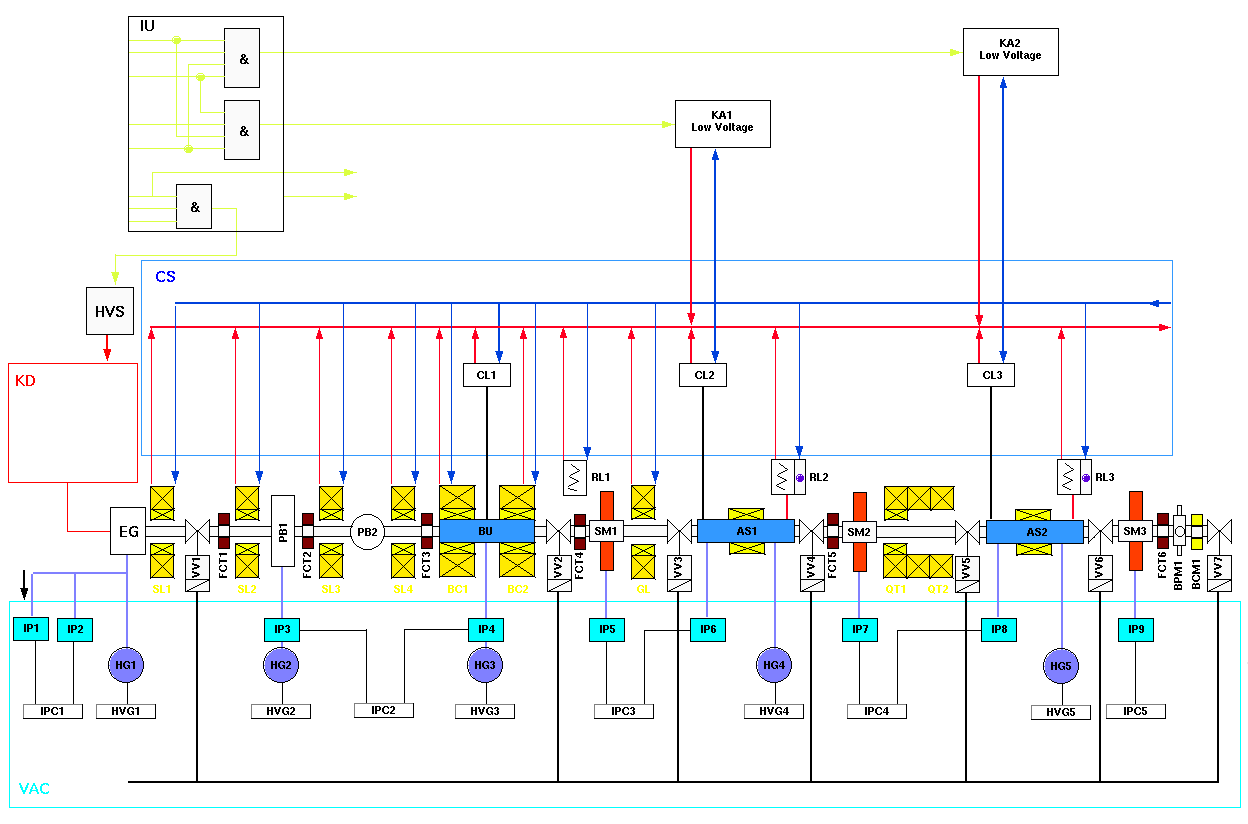 IU
&
KA2
Low Voltage
KA1
Low Voltage
&
&
CS
HVS
KD
CL1
CL2
CL3
RL1
RL2
RL3
EG
PB1
PB2
BU
SM1
AS1
SM2
AS2
SM3
VV1
FCT1
FCT2
FCT3
VV2
FCT4
VV3
VV4
FCT5
VV5
VV6
FCT6
BPM1
BCM1
VV7
SL1
SL2
SL3
SL4
BC1
BC2
GL
OT1
OT2
IP1
IP2
IP3
IP4
IP5
IP6
IP7
IP8
IP9
HG1
HG2
HG3
HG4
HG5
IPC1
HVG1
HVG2
IPC2
HVG3
IPC3
HVG4
IPC4
HVG5
IPC5
VAC